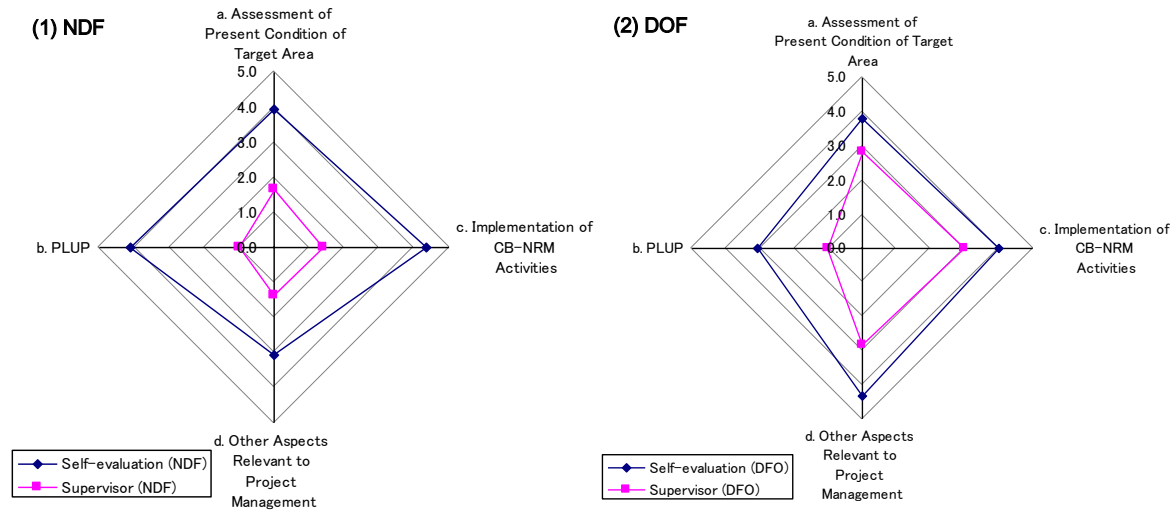 (1) NDF
a. Assessment of
Present Condition of
Target Area
5.0
4.0
3.0
2.0
1.0
0.0
b. PLUP
c. Implementation of
CB-NRM
Activities
d. Other Aspects
Relevant to
Project
Management
Self-evaluation (NDF)
Supervisor (NDF)
(2) DOF
a. Assessment of
Present Condition of Target
Area
5.0
4.0
3.0
2.0
1.0
0.0
b. PLUP
c. Implementation of
CB-NRM
Activities
d. Other Aspects
Relevant to
Project
Management
Self-evaluation (DFO)
Supervisor (DFO)